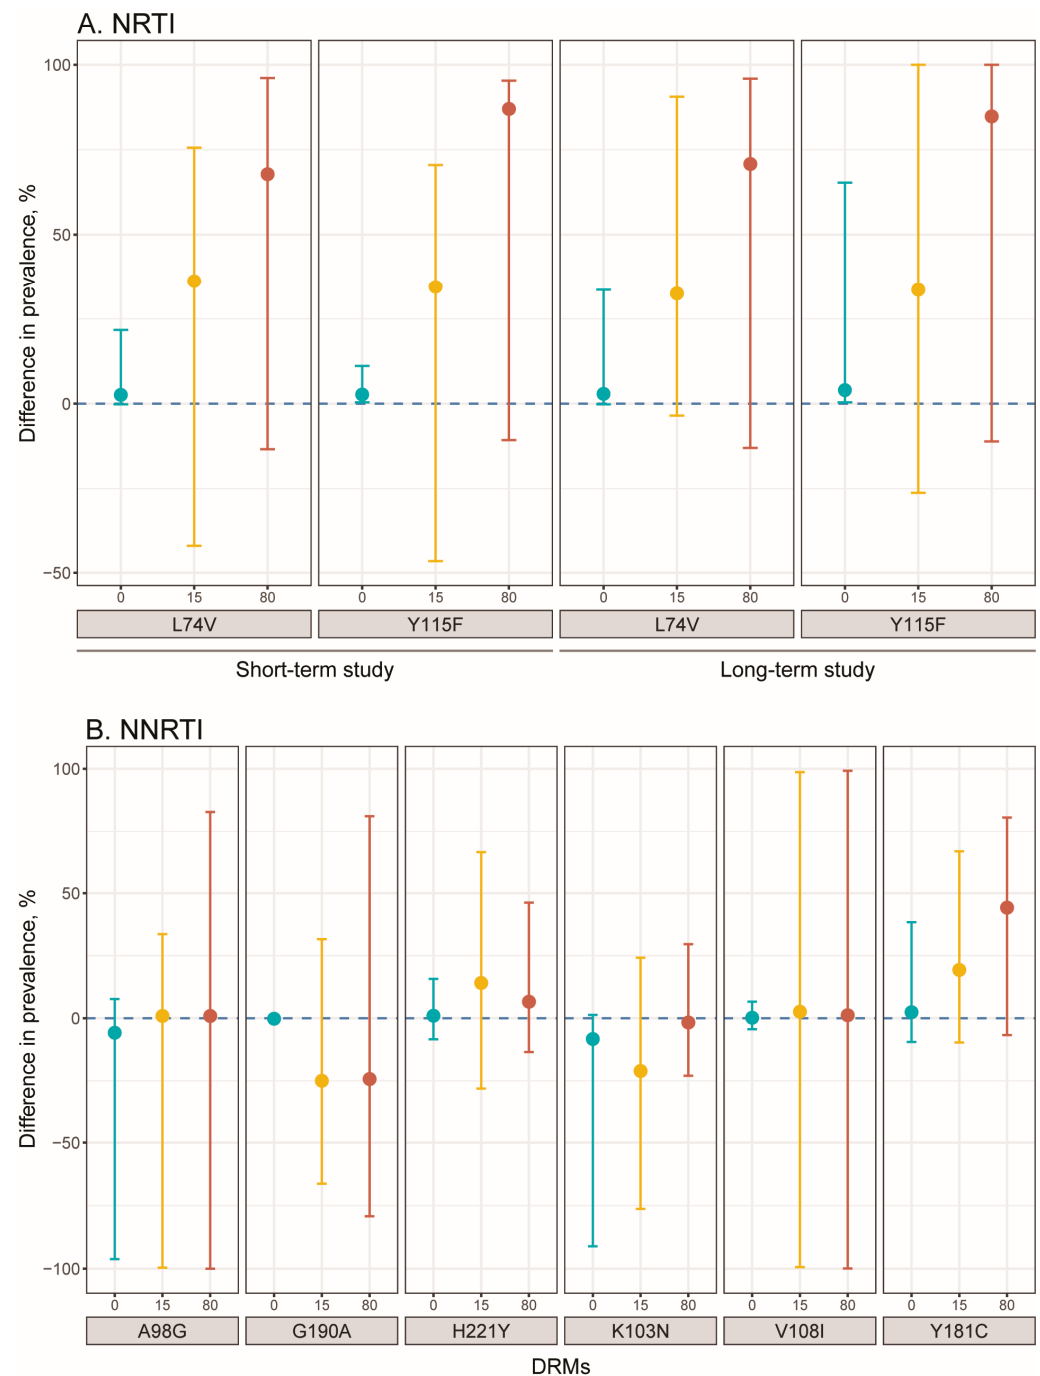 A. NRTI
Difference in prevalence, %
100
50
0
−50
0 15 80 0 15 80 0 15 80 0 15 80
L74V Y115F L74V Y115F
Short-term study Long-term study
B. NNRTI
Difference in prevalence, %
100
50
0
−50
−100
0 15 80 0 15 80 0 15 80 0 15 80 0 15 80 0 15 80
A98G G190A H221Y K103N V108I Y181C
DRMs